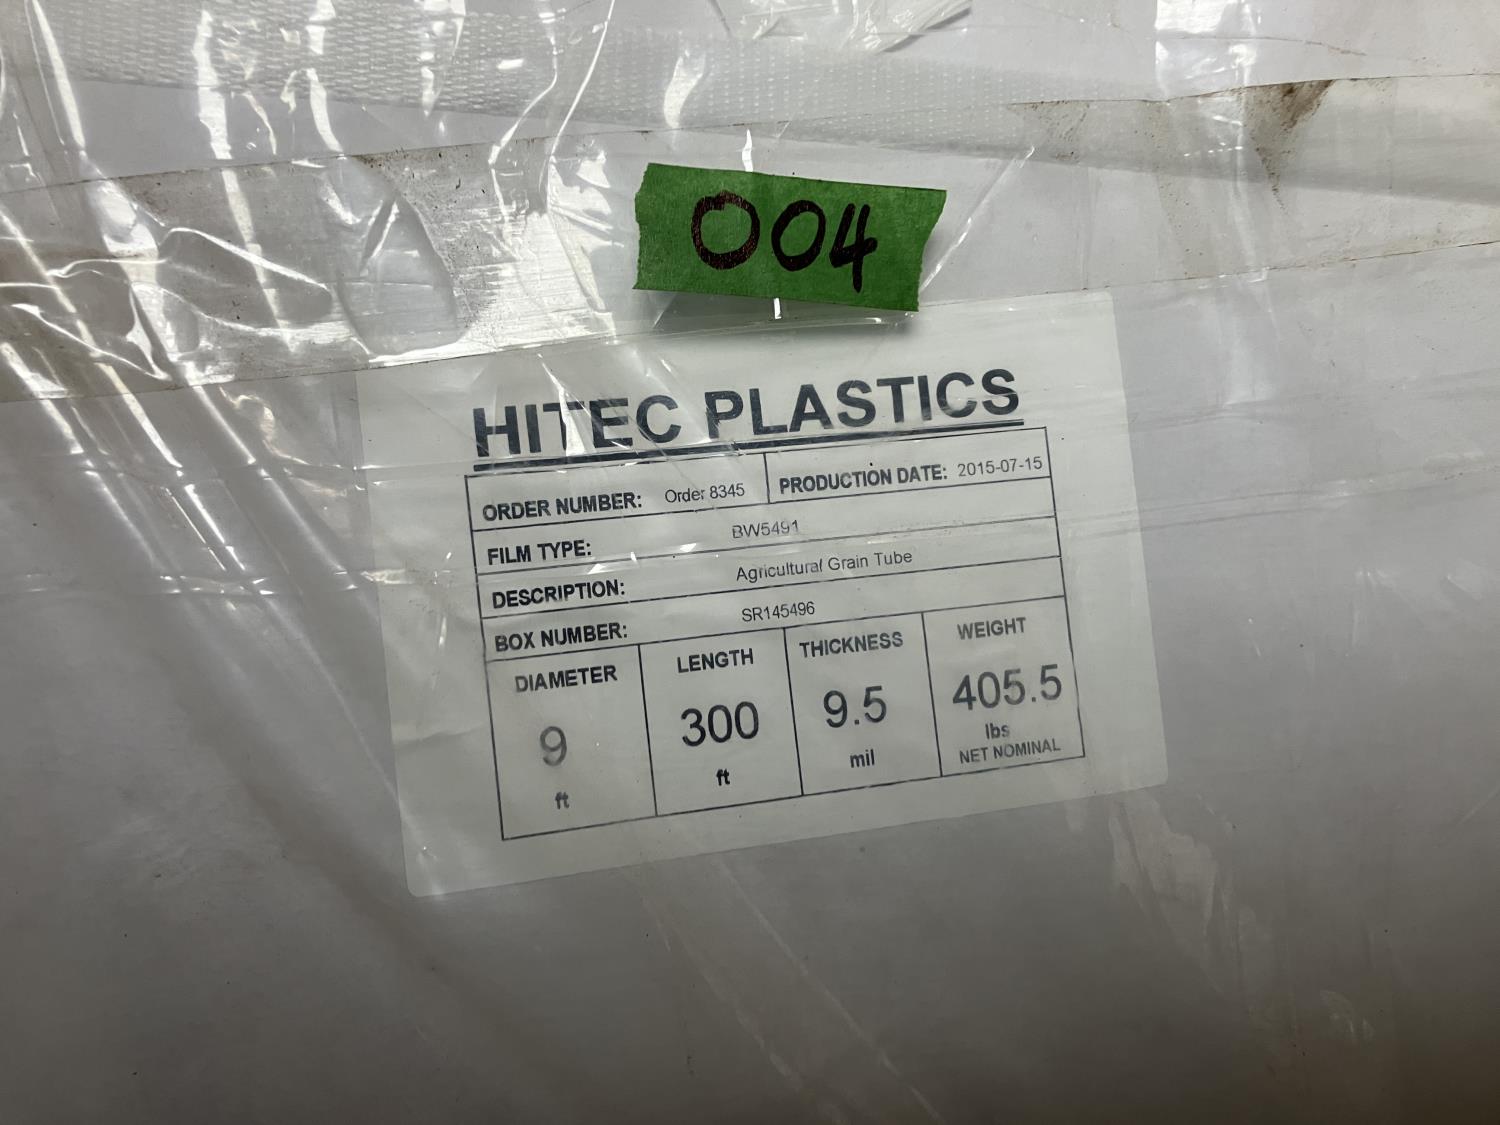 004
HITEC PLASTICS
ORDER NUMBER: Order 8345 PRODUCTION DATE: 2015-07-15
FILM TYPE: BW5491
DESCRIPTION: Agricultural Grain Tube
BOX NUMBER: SR145496
DIAMETER LENGTH THICKNESS WEIGHT
9 300 9.5 405.5
ft ft mil lbs
NET NOMINAL